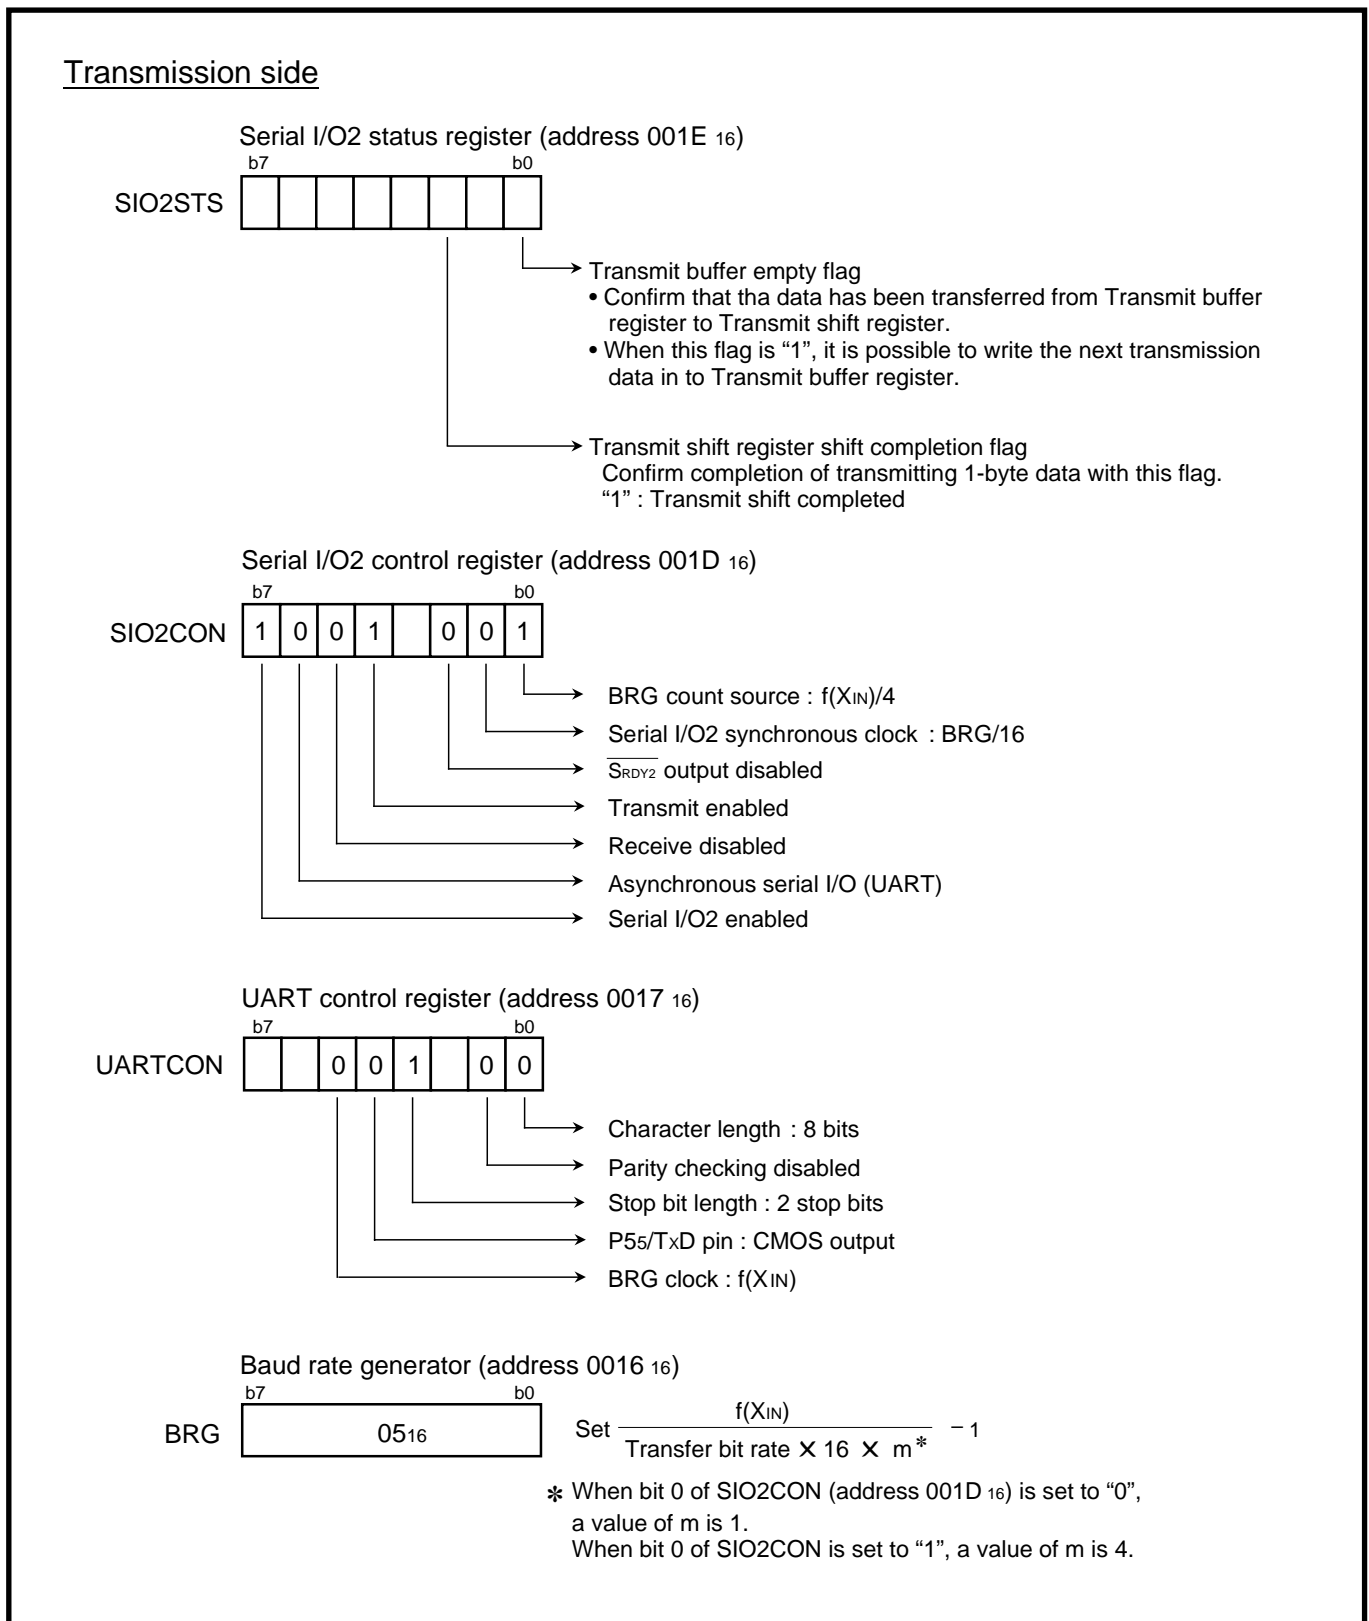 Transmission side
Serial I/O2 status register (address 001E 16)
b7 b0
SIO2STS
Transmit buffer empty flag
• Confirm that tha data has been transferred from Transmit buffer
register to Transmit shift register.
• When this flag is “1”, it is possible to write the next transmission
data in to Transmit buffer register.
Transmit shift register shift completion flag
Confirm completion of transmitting 1-byte data with this flag.
“1” : Transmit shift completed
Serial I/O2 control register (address 001D 16)
b7 b0
SIO2CON 1 0 0 1 0 0 1
BRG count source : f(XIN)/4
Serial I/O2 synchronous clock : BRG/16
SRDY2 output disabled
Transmit enabled
Receive disabled
Asynchronous serial I/O (UART)
Serial I/O2 enabled
UART control register (address 0017 16)
b7 b0
UARTCON 0 0 1 0 0
Character length : 8 bits
Parity checking disabled
Stop bit length : 2 stop bits
P55/TxD pin : CMOS output
BRG clock : f(XIN)
Baud rate generator (address 0016 16)
b7 b0
BRG 0516
Set f(XIN)
Transfer bit rate × 16 × m* − 1
* When bit 0 of SIO2CON (address 001D 16) is set to “0”,
a value of m is 1.
When bit 0 of SIO2CON is set to “1”, a value of m is 4.